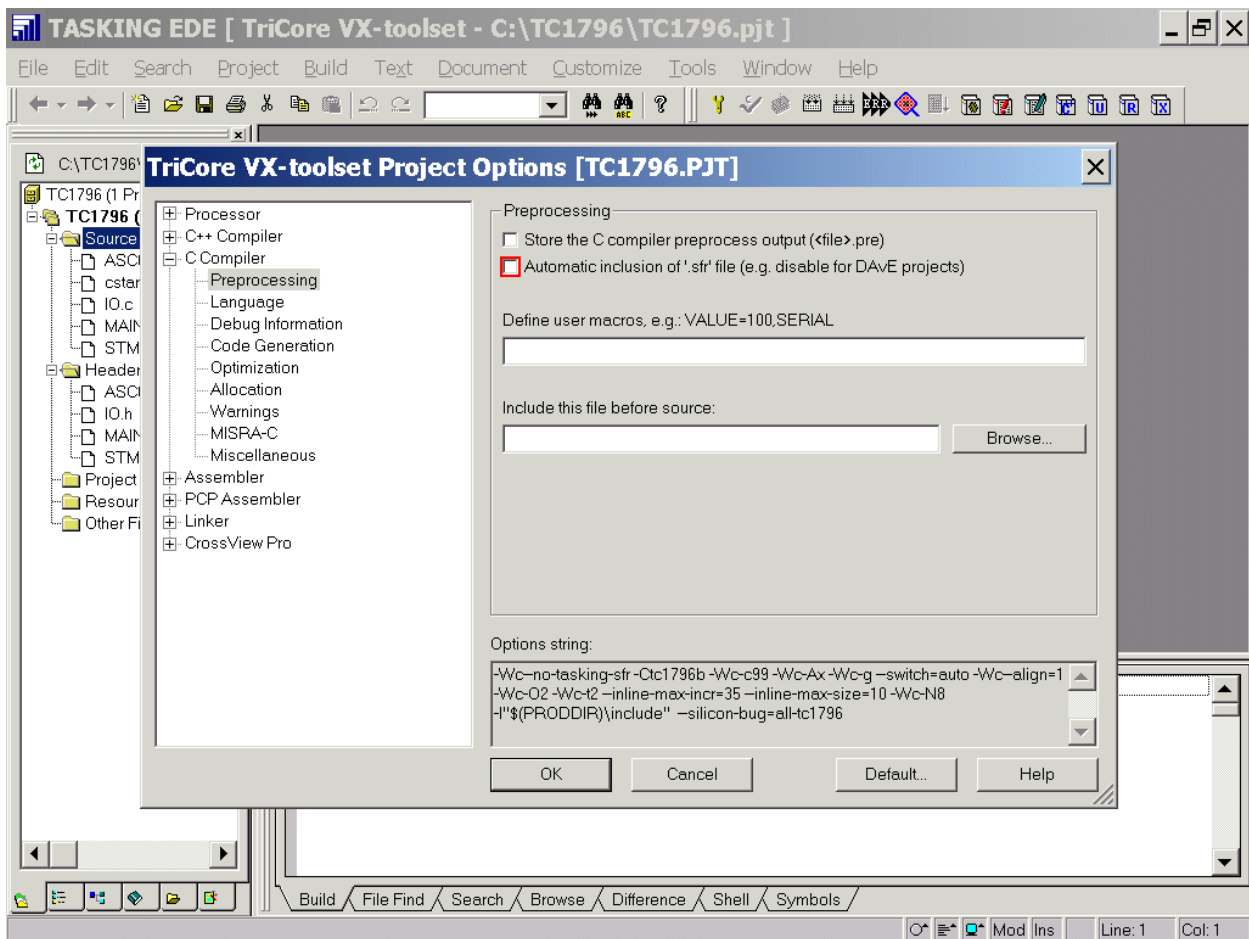 TASKING EDE [ TriCore VX-toolset - C:\TC1796\TC1796.pjt ]
File Edit Search Project Build Text Document Customize Tools Window Help
C:\TC1796\
TC1796 (1 Pr
TC1796 (
Source
ASC
cstar
IO.c
MAIN
STM
Header
ASC
IO.h
MAIN
STM
Project
Resour
Other Fi
TriCore VX-toolset Project Options [TC1796.PJT]
Processor
C++ Compiler
C Compiler
Preprocessing
Language
Debug Information
Code Generation
Optimization
Allocation
Warnings
MISRA-C
Miscellaneous
Assembler
PCP Assembler
Linker
CrossView Pro
Preprocessing
Store the C compiler preprocess output (<file>.pre)
Automatic inclusion of '.sfr' file (e.g. disable for DAvE projects)
Define user macros, e.g.: VALUE=100,SERIAL
Include this file before source:
Browse...
Options string:
-Wc--no-tasking-sfr -Ctc1796b -Wc-c99 -Wc-Ax -Wc-g --switch=auto -Wc--align=1
-Wc-O2 -Wc-t2 --inline-max-incr=35 --inline-max-size=10 -Wc-N8
-I"$(PRODDIR)\include" --silicon-bug=all-tc1796
OK Cancel Default... Help
Build File Find Search Browse Difference Shell Symbols
Mod Ins Line: 1 Col: 1